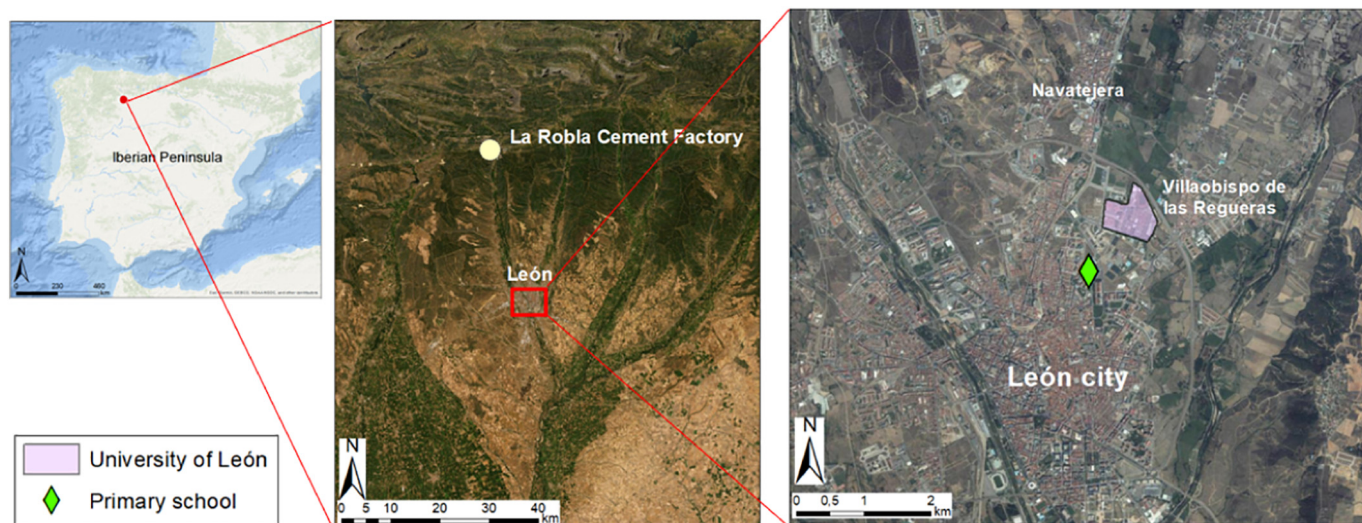 Iberian Peninsula
N
0
230
460
km
University of León
Primary school
La Robla Cement Factory
León
N
0
5
10
20
30
40
km
Navatejera
Villaobispo de
las Regueras
León city
N
0
0,5
1
2
km